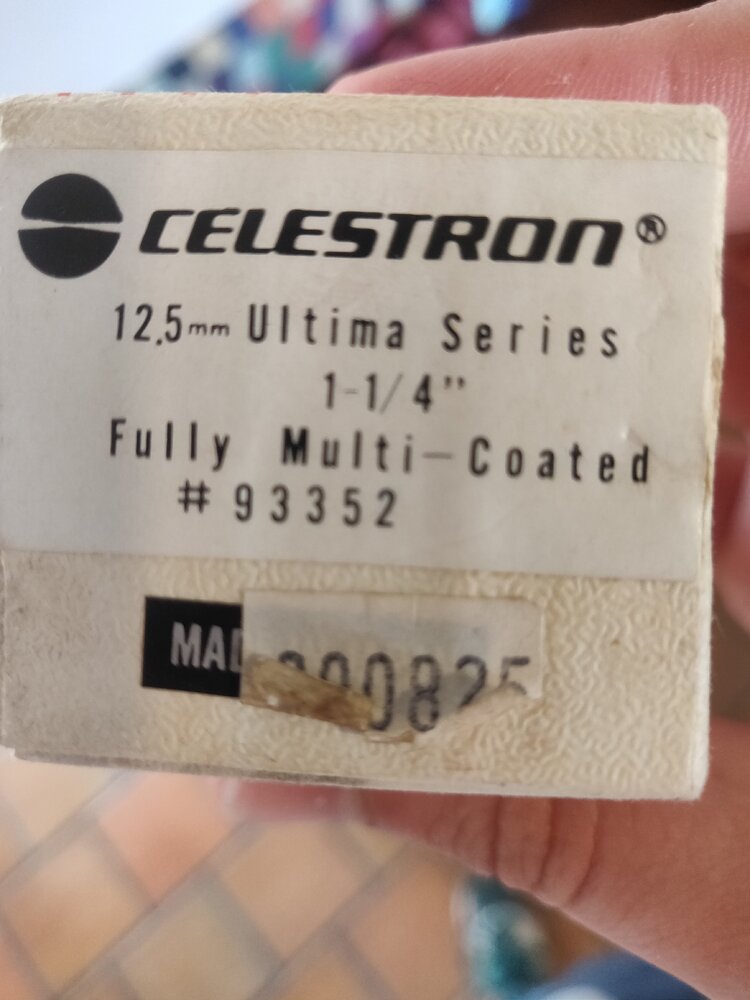 CELESTRON®
12.5mm Ultima Series
1-1/4"
Fully Multi-Coated
#93352